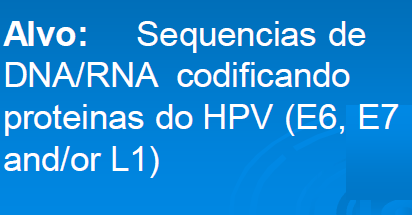 Alvo: Sequencias de
DNA/RNA codificando
proteinas do HPV (E6, E7
and/or L1)